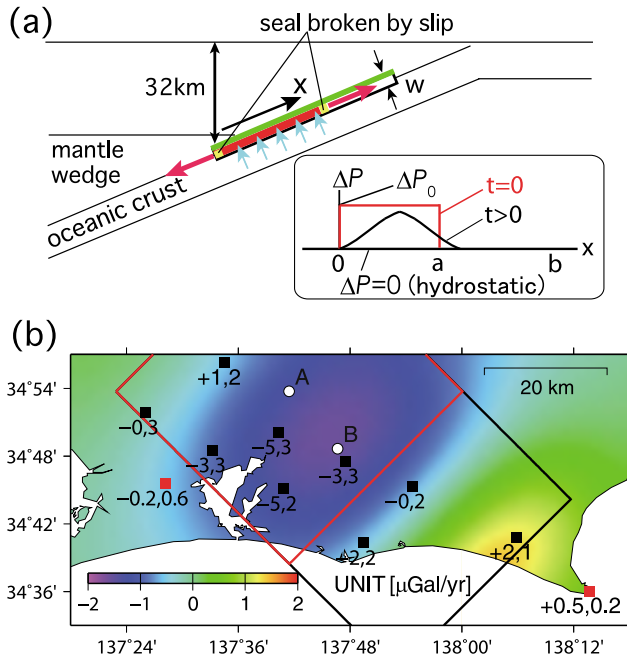 (a)
seal broken by slip
32km
x
w
mantle
wedge
oceanic crust
ΔP
ΔP0
t=0
t>0
x
0
a
b
ΔP=0 (hydrostatic)
(b)
34°54'
34°48'
34°42'
34°36'
+1,2
A
20 km
−0,3
−5,3
B
−3,3
−3,3
−0.2,0.6
−5,2
−0,2
−2,2
+2,1
UNIT [μGal/yr]
+0.5,0.2
−2
−1
0
1
2
137°24'
137°36'
137°48'
138°00'
138°12'